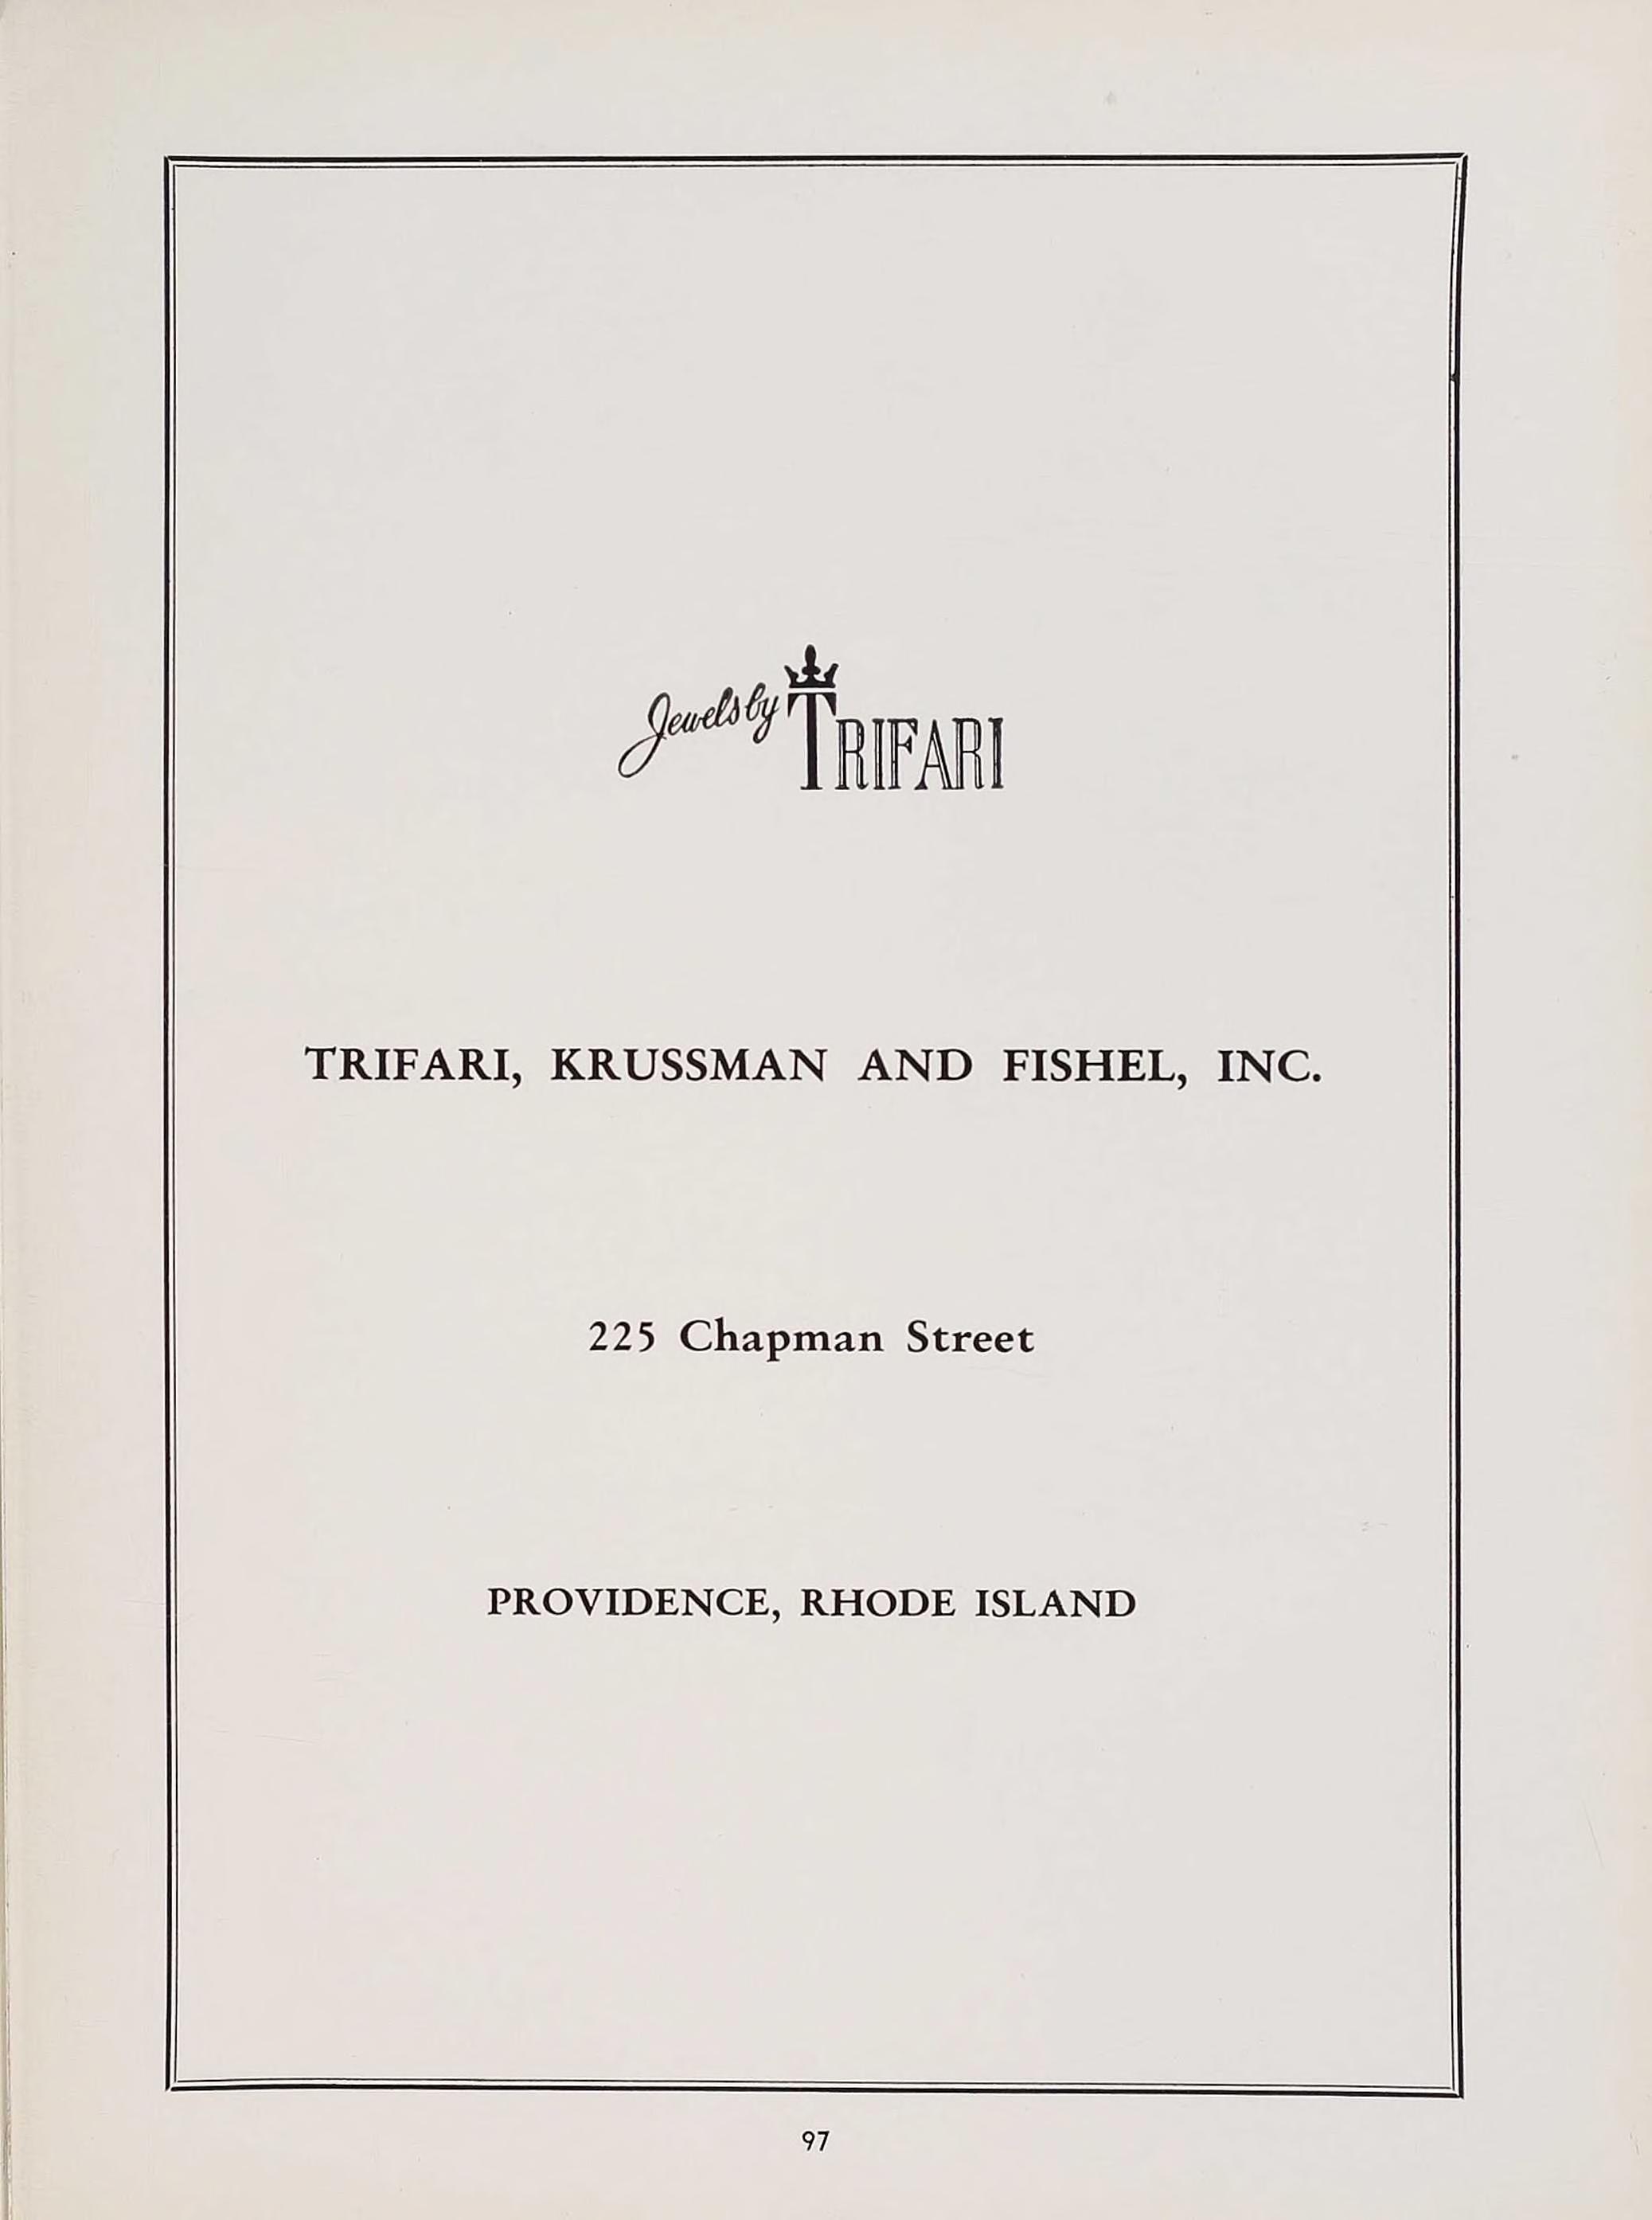 Jewels by TRIFARI
TRIFARI, KRUSSMAN AND FISHEL, INC.
225 Chapman Street
PROVIDENCE, RHODE ISLAND
97